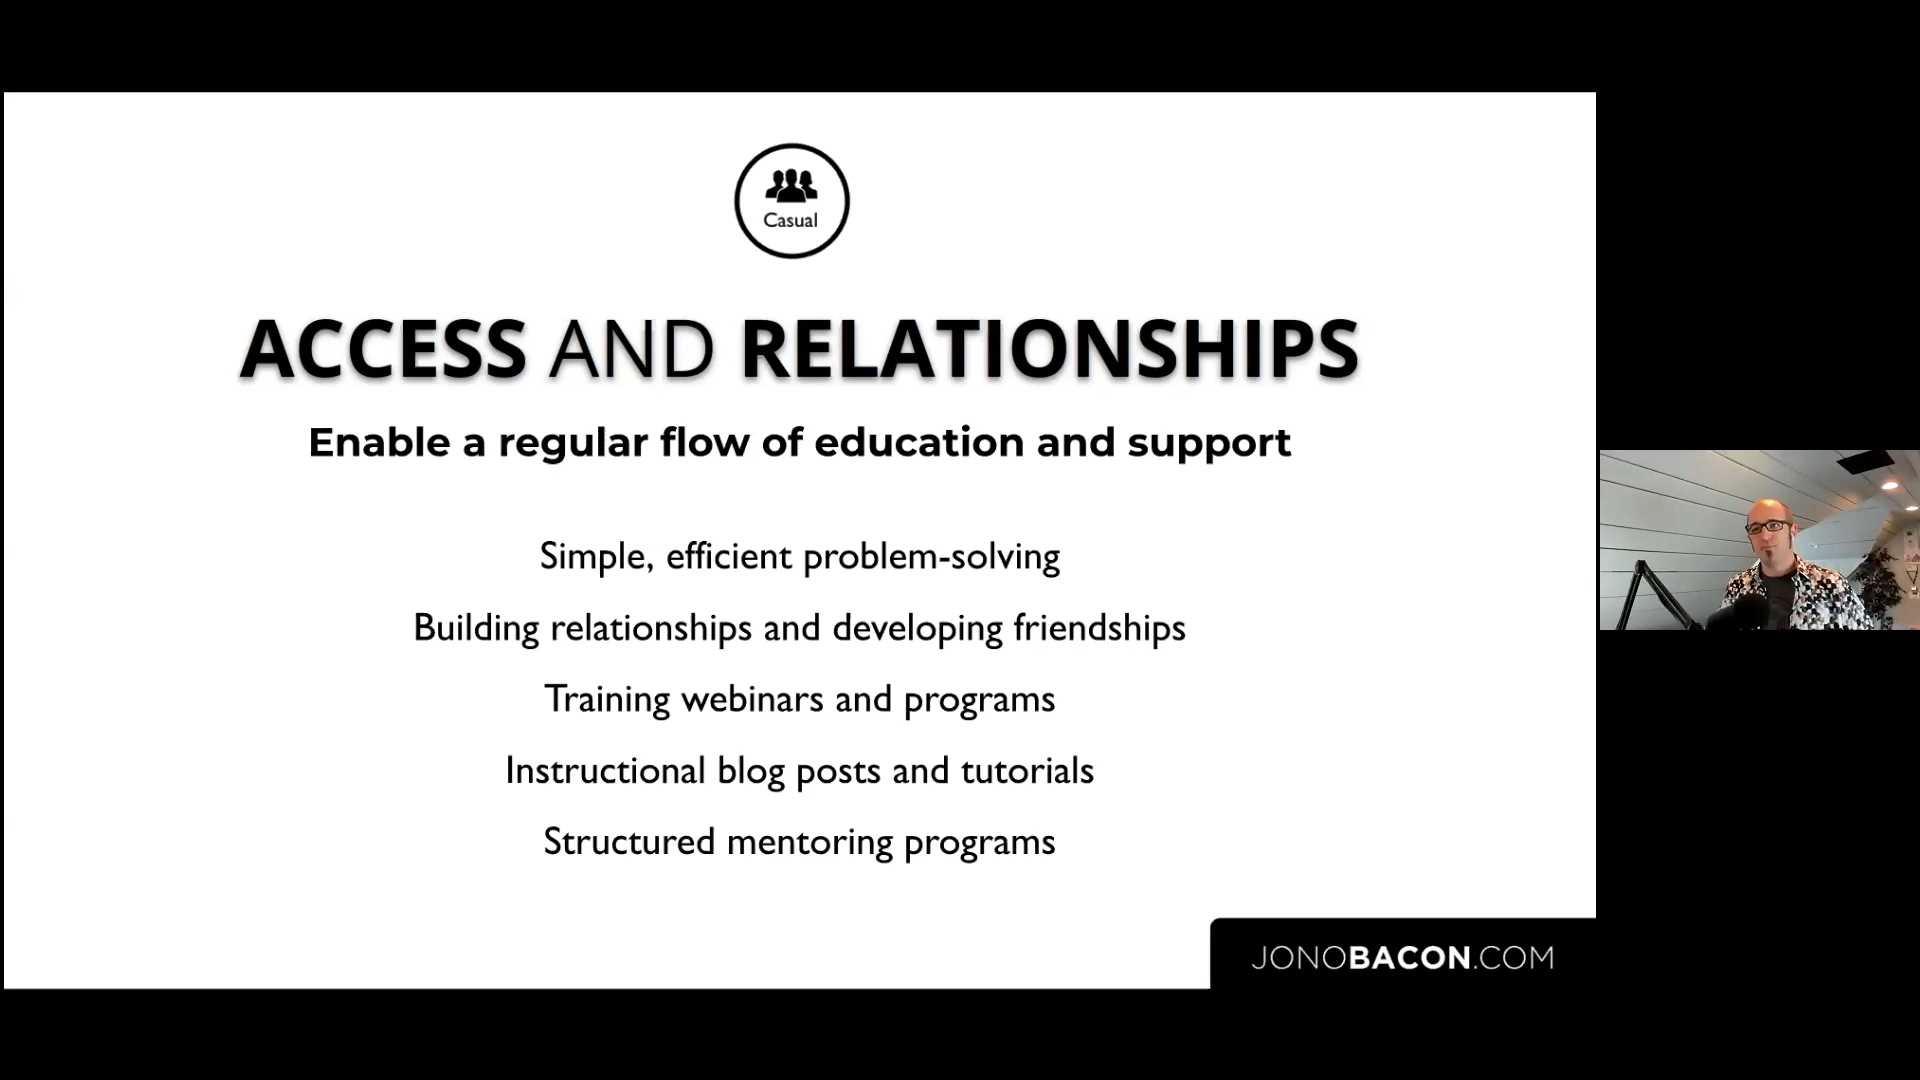 Casual
ACCESS AND RELATIONSHIPS
Enable a regular flow of education and support
Simple, efficient problem-solving
Building relationships and developing friendships
Training webinars and programs
Instructional blog posts and tutorials
Structured mentoring programs
JONOBACON.COM